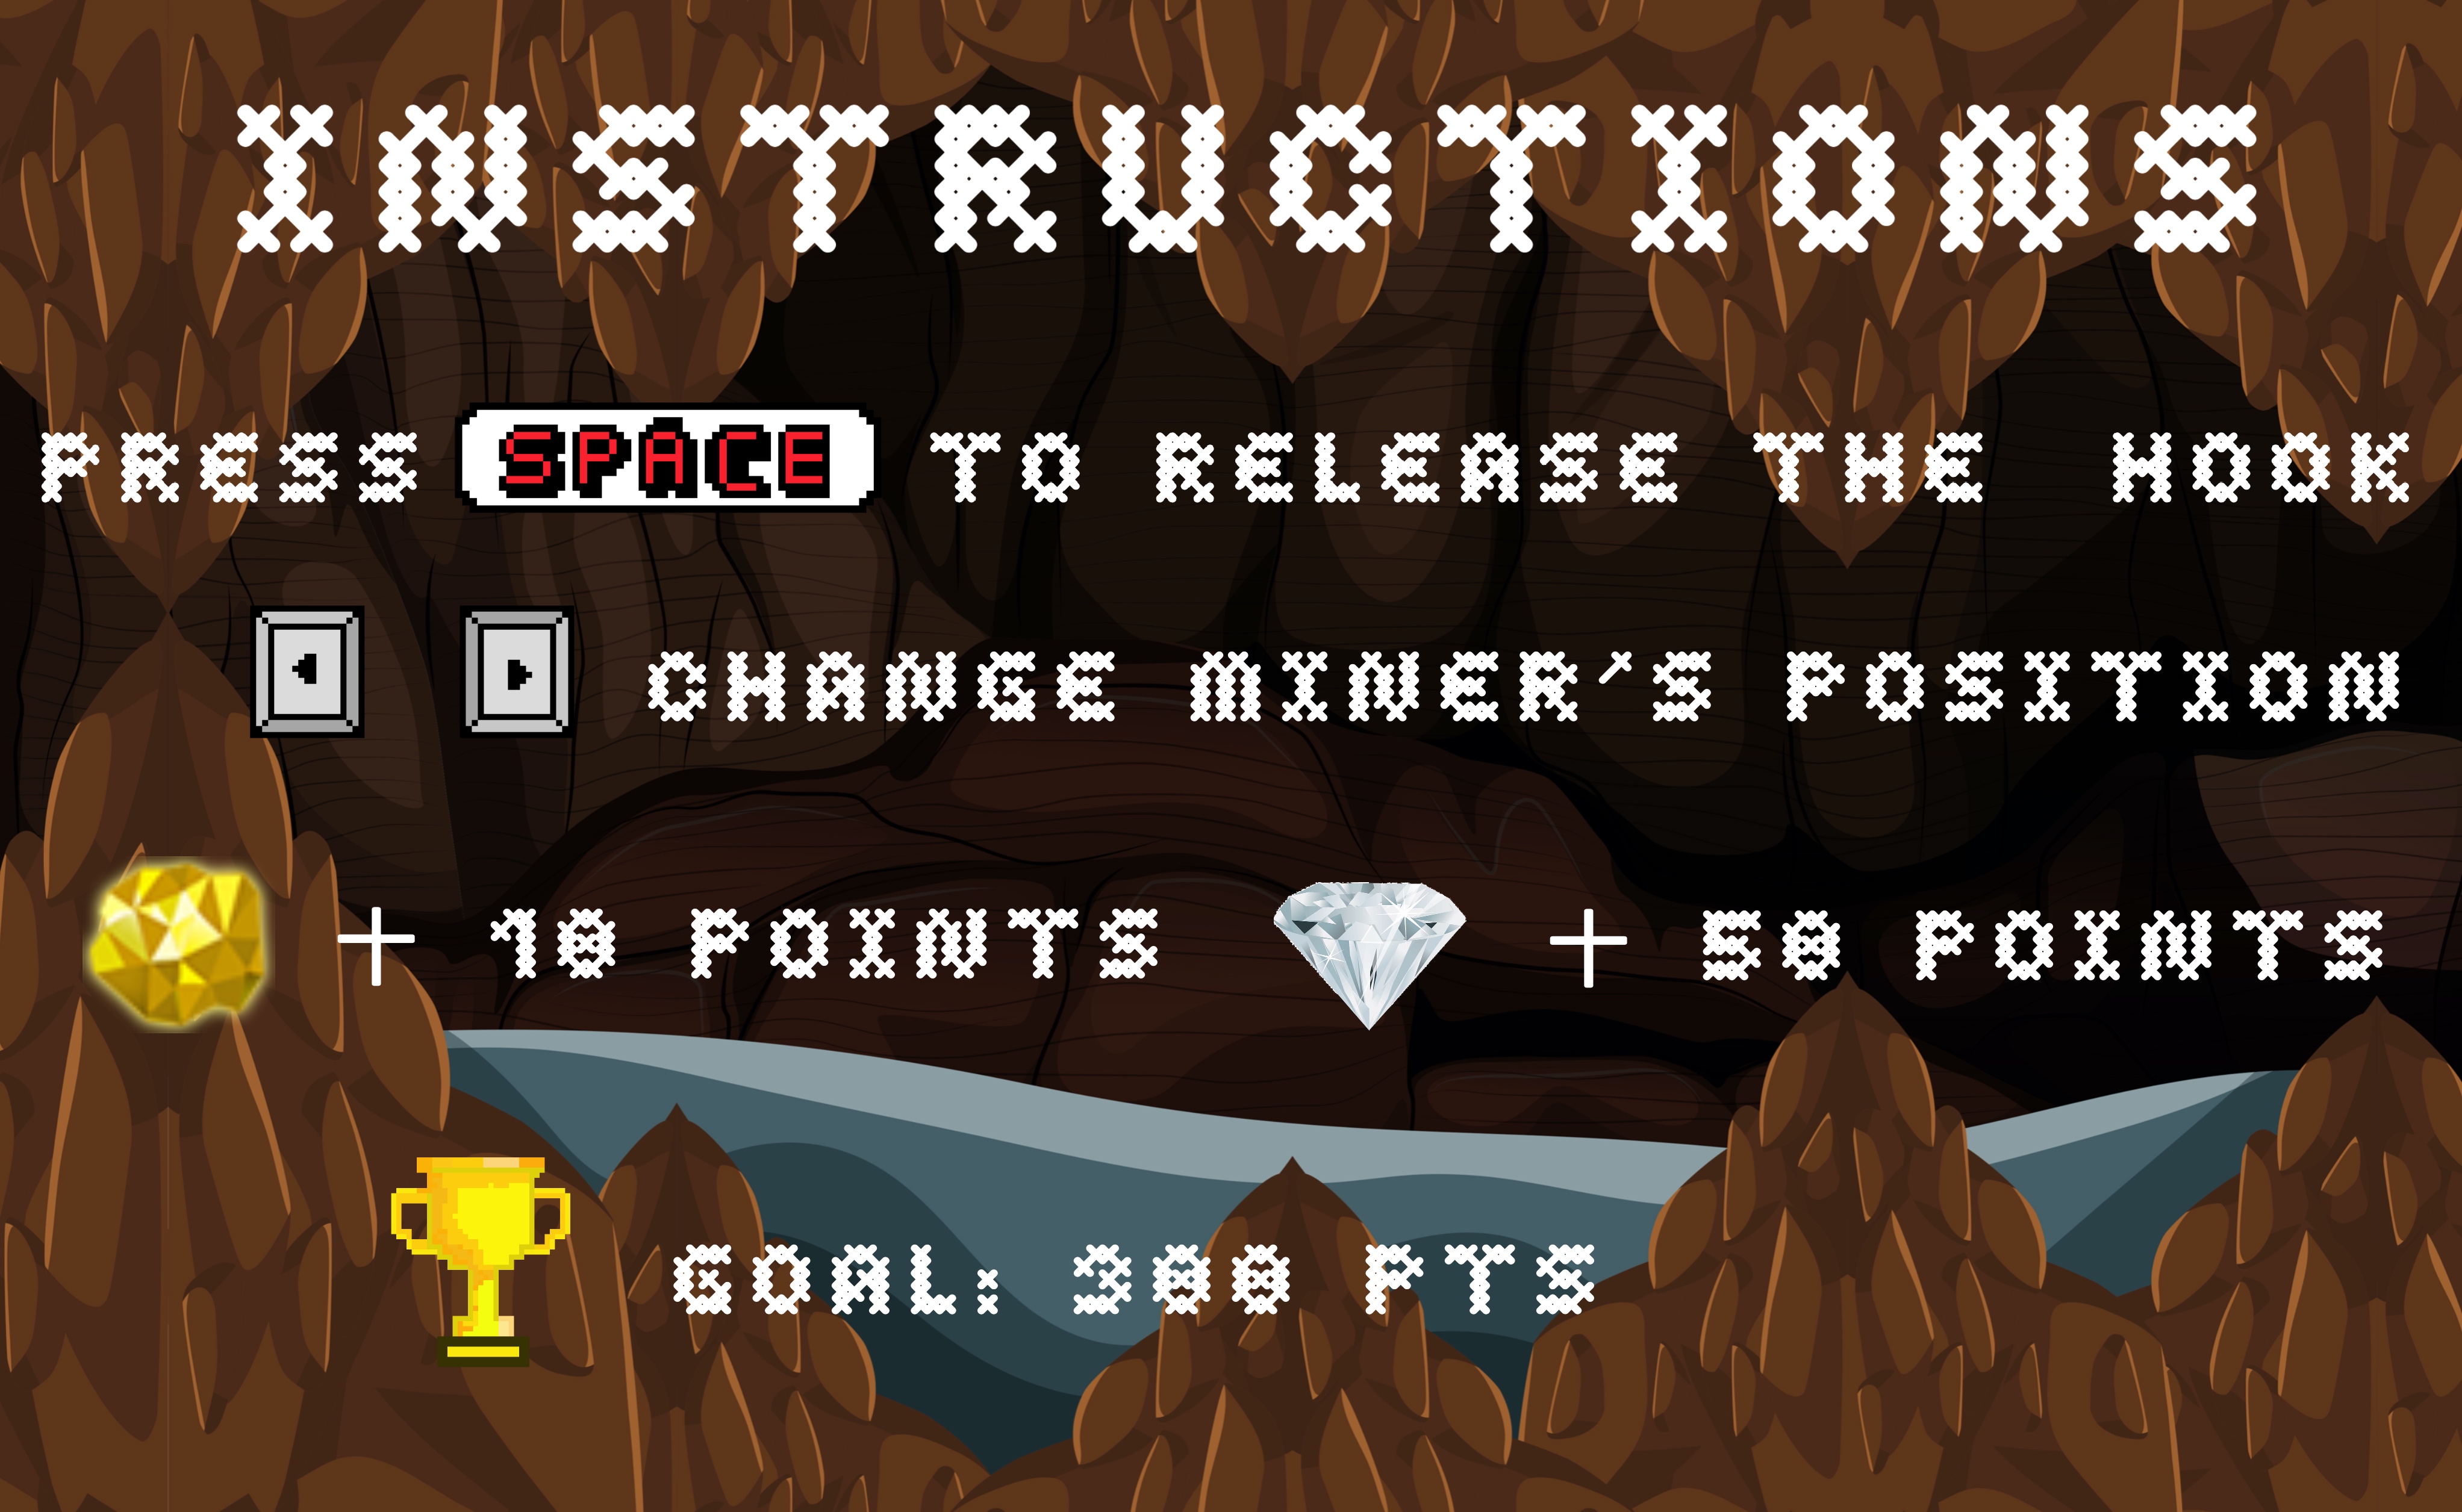 INSTRUCTIONS
PRESS SPACE TO RELEASE THE HOOK
CHANGE MINER'S POSITION
+ 10 POINTS + 50 POINTS
GOAL: 300 PTS